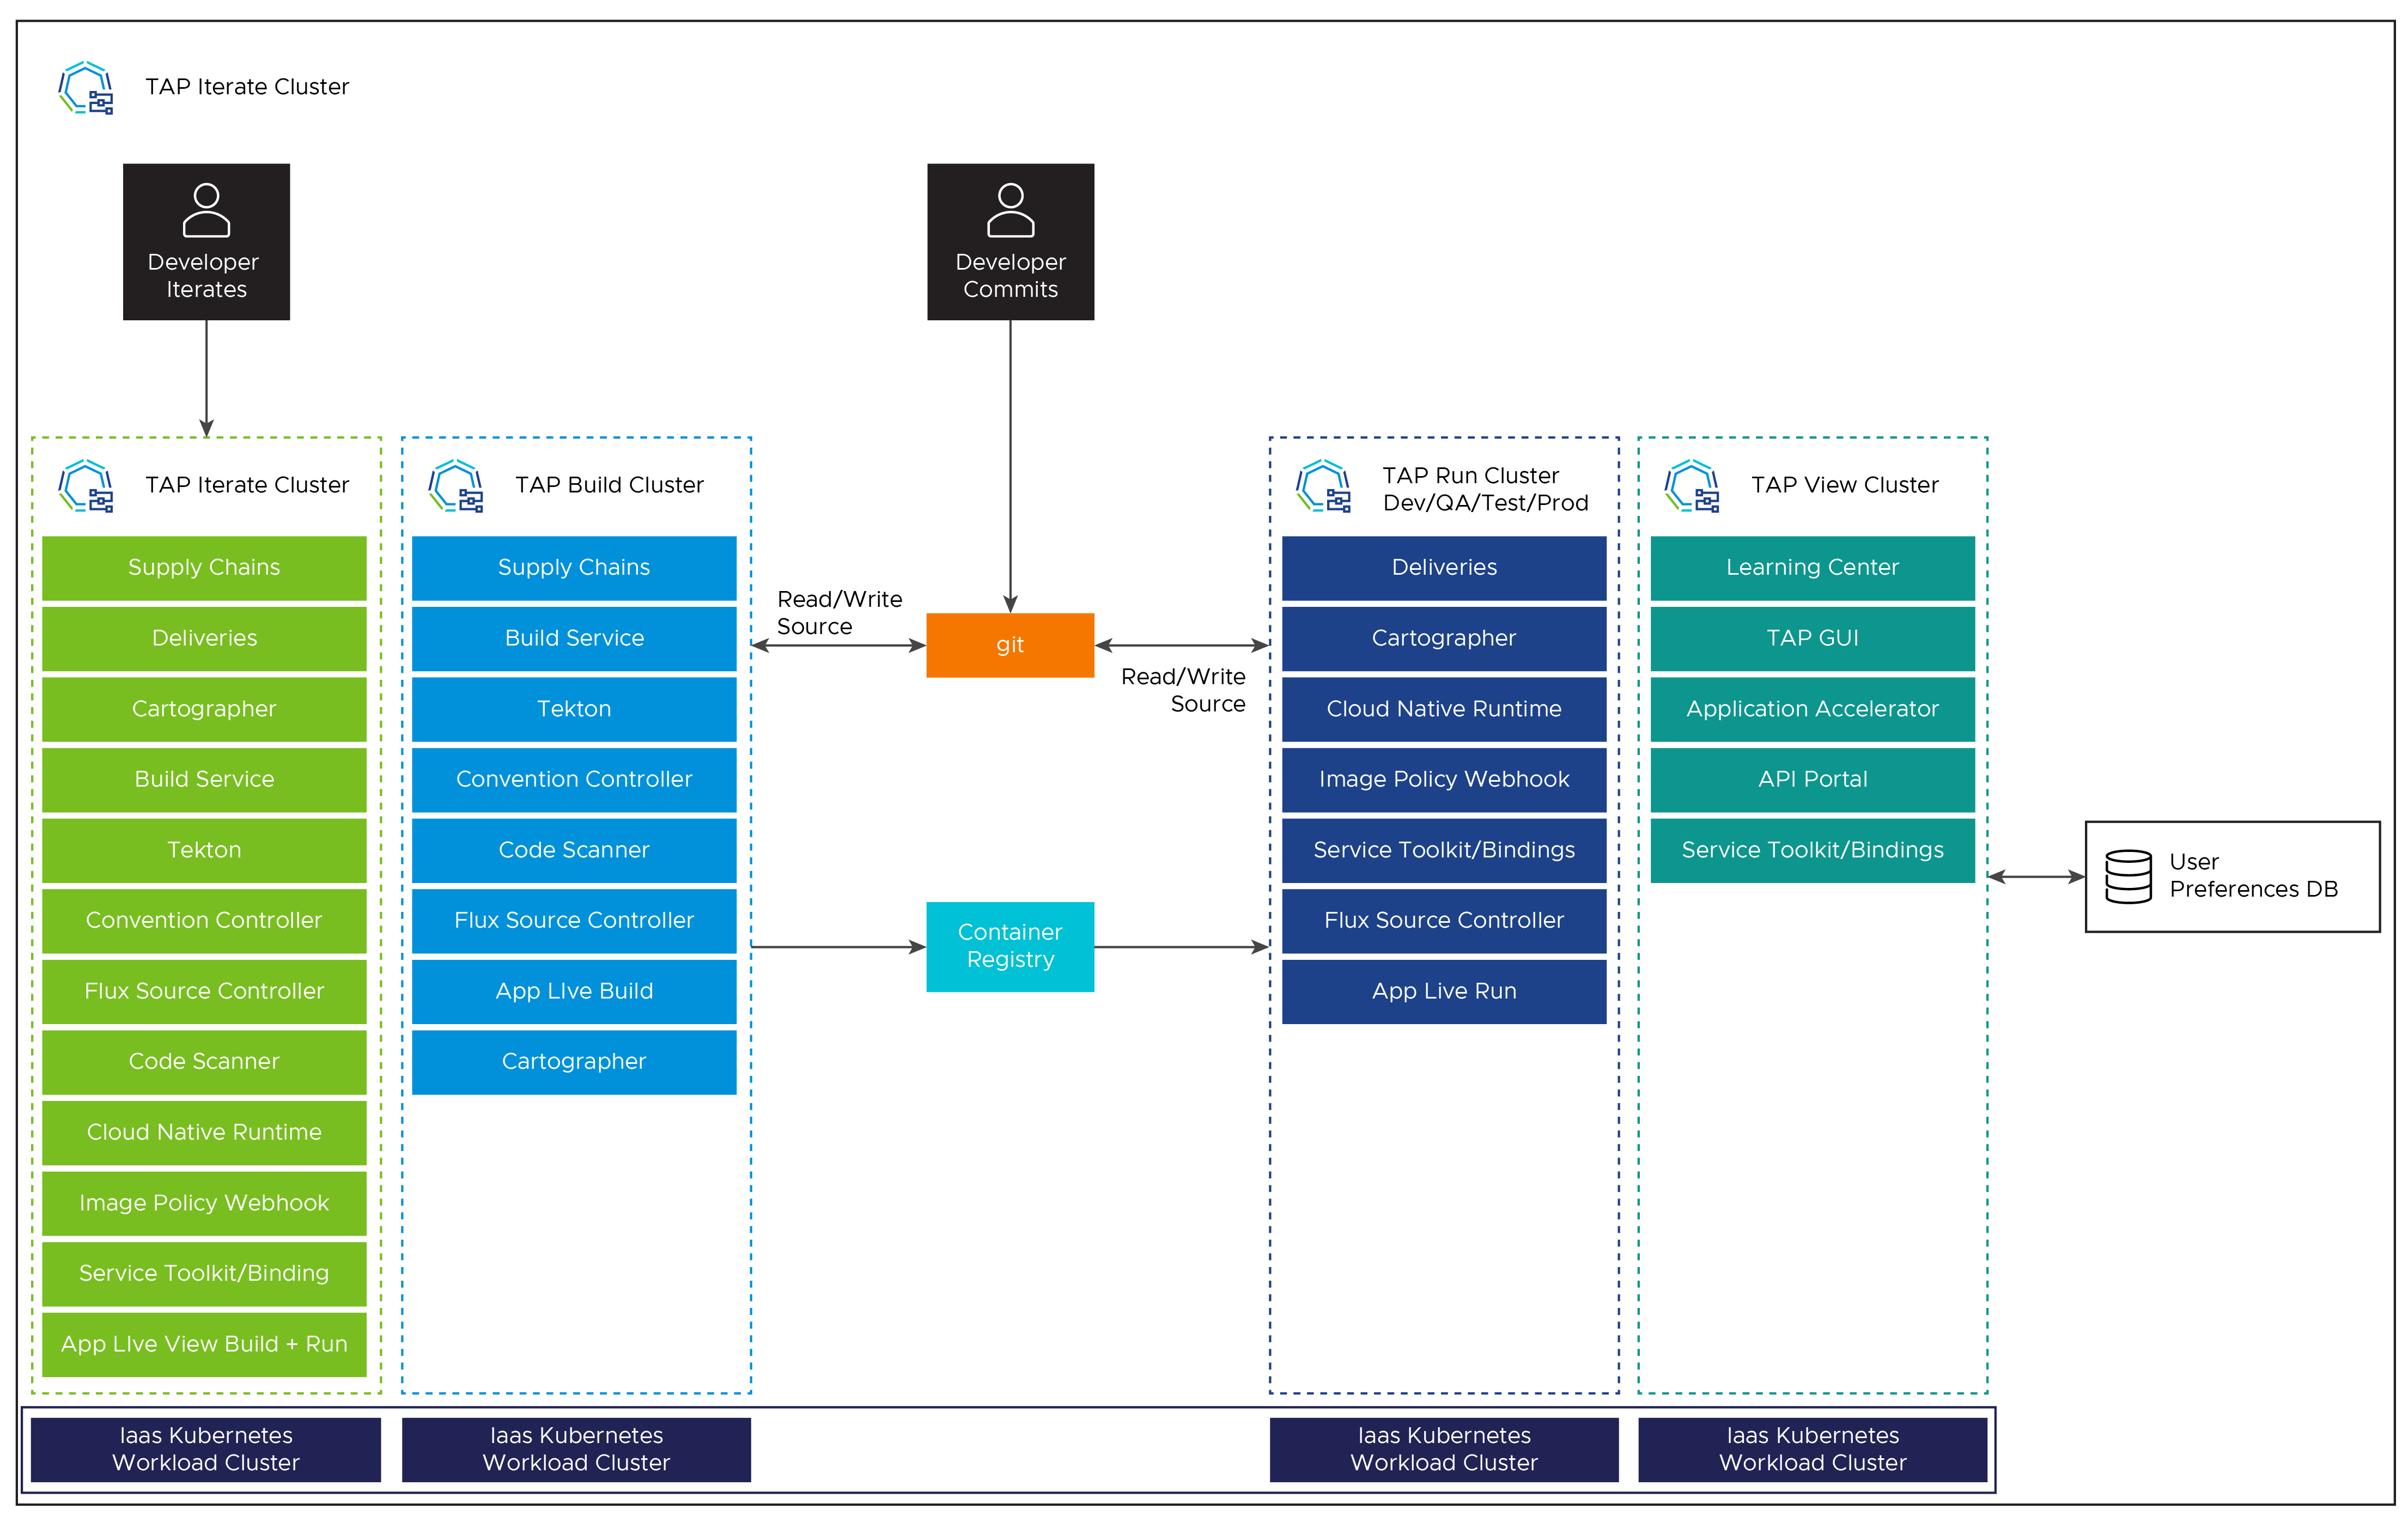 TAP Iterate Cluster
Developer
Iterates
Developer
Commits
TAP Iterate Cluster
Supply Chains
Deliveries
Cartographer
Build Service
Tekton
Convention Controller
Flux Source Controller
Code Scanner
Cloud Native Runtime
Image Policy Webhook
Service Toolkit/Binding
App LIve View Build + Run
TAP Build Cluster
Supply Chains
Build Service
Tekton
Convention Controller
Code Scanner
Flux Source Controller
App LIve Build
Cartographer
Read/Write
Source
git
Read/Write
Source
Container
Registry
TAP Run Cluster
Dev/QA/Test/Prod
Deliveries
Cartographer
Cloud Native Runtime
Image Policy Webhook
Service Toolkit/Bindings
Flux Source Controller
App Live Run
TAP View Cluster
Learning Center
TAP GUI
Application Accelerator
API Portal
Service Toolkit/Bindings
User
Preferences DB
Iaas Kubernetes
Workload Cluster
Iaas Kubernetes
Workload Cluster
Iaas Kubernetes
Workload Cluster
Iaas Kubernetes
Workload Cluster